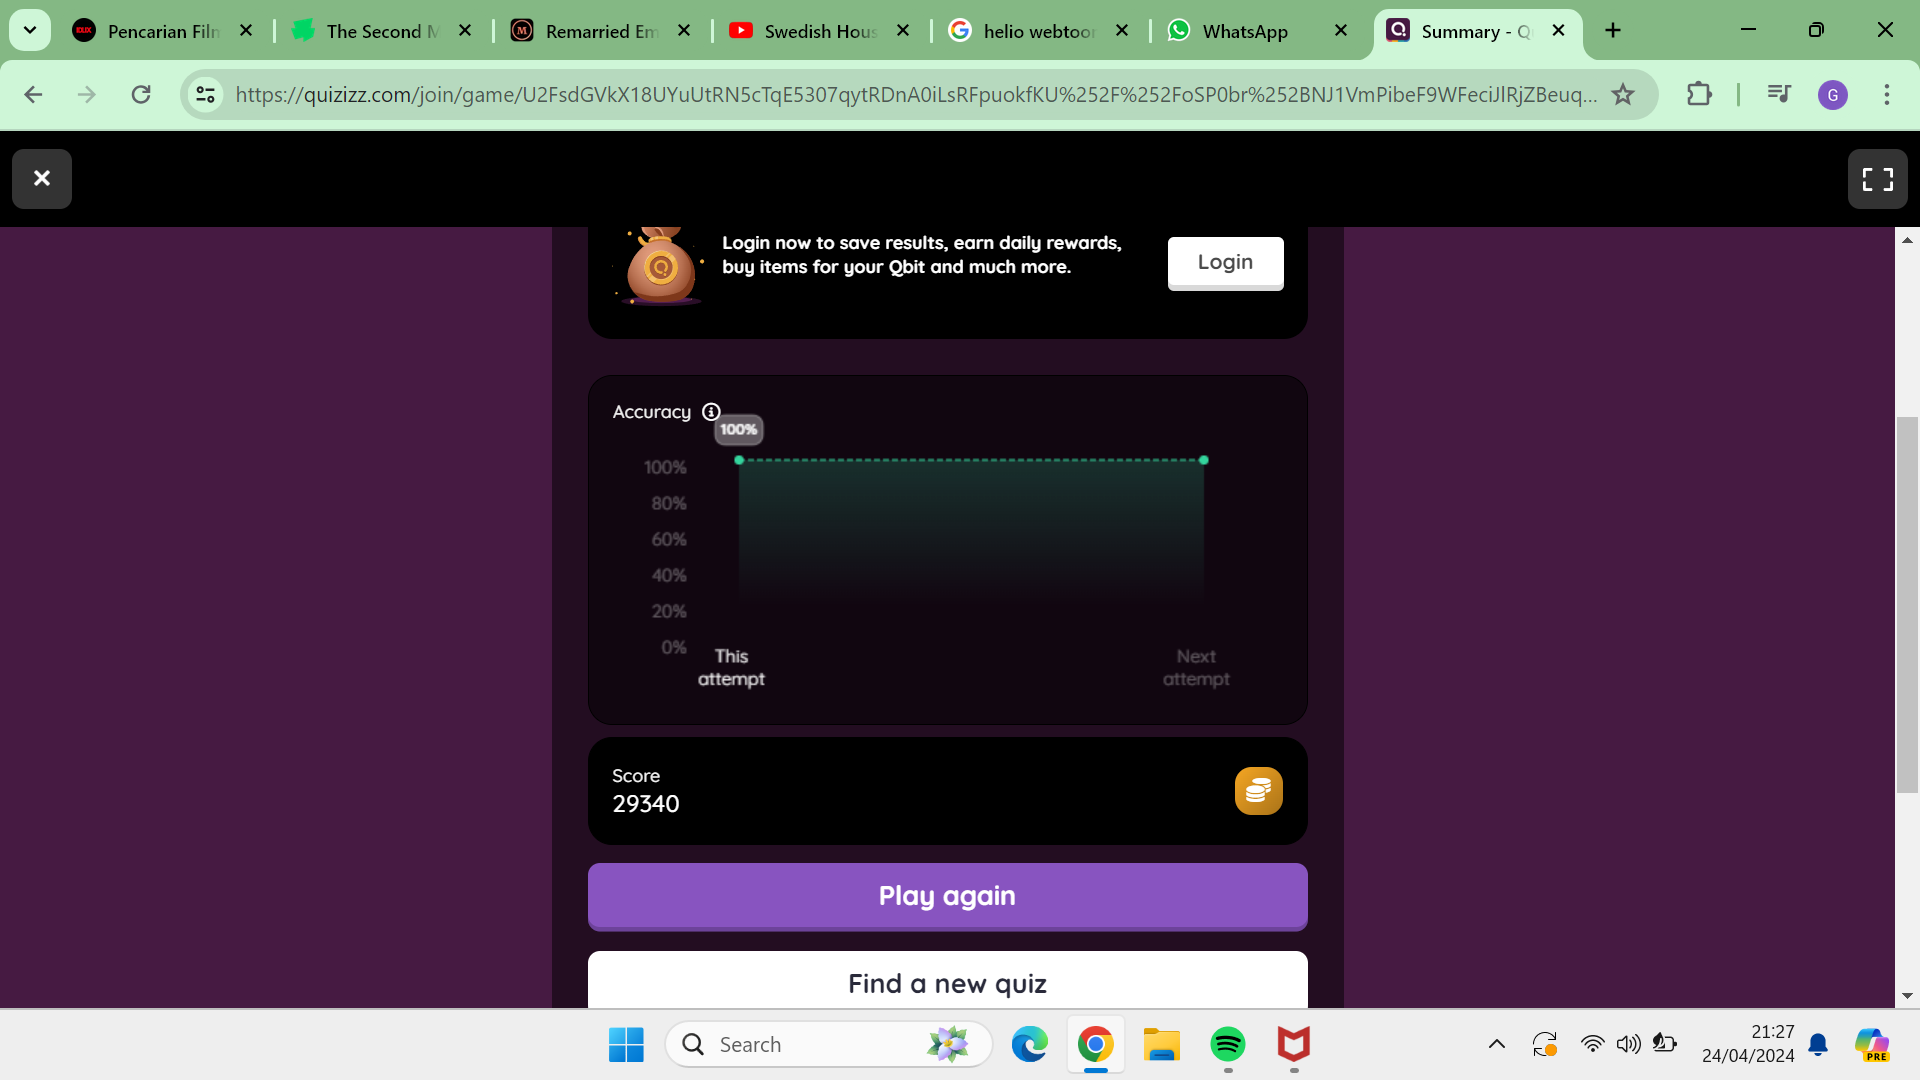 Pencarian Film
The Second M
Remarried Em
Swedish Hous
helio webtoon
WhatsApp
Summary - Q
https://quizizz.com/join/game/U2FsdGVkX18UYuUtRN5cTqE5307qytRDnA0iLsRFpuokfKU%252F%252FoSP0br%252BNJ1VmPibeF9WFeciJlRjZBeuq...
G
Login now to save results, earn daily rewards,
buy items for your Qbit and much more.
Login
Accuracy
100%
100%
80%
60%
40%
20%
0%
This
attempt
Next
attempt
Score
29340
Play again
Find a new quiz
Search
21:27
24/04/2024
PRE